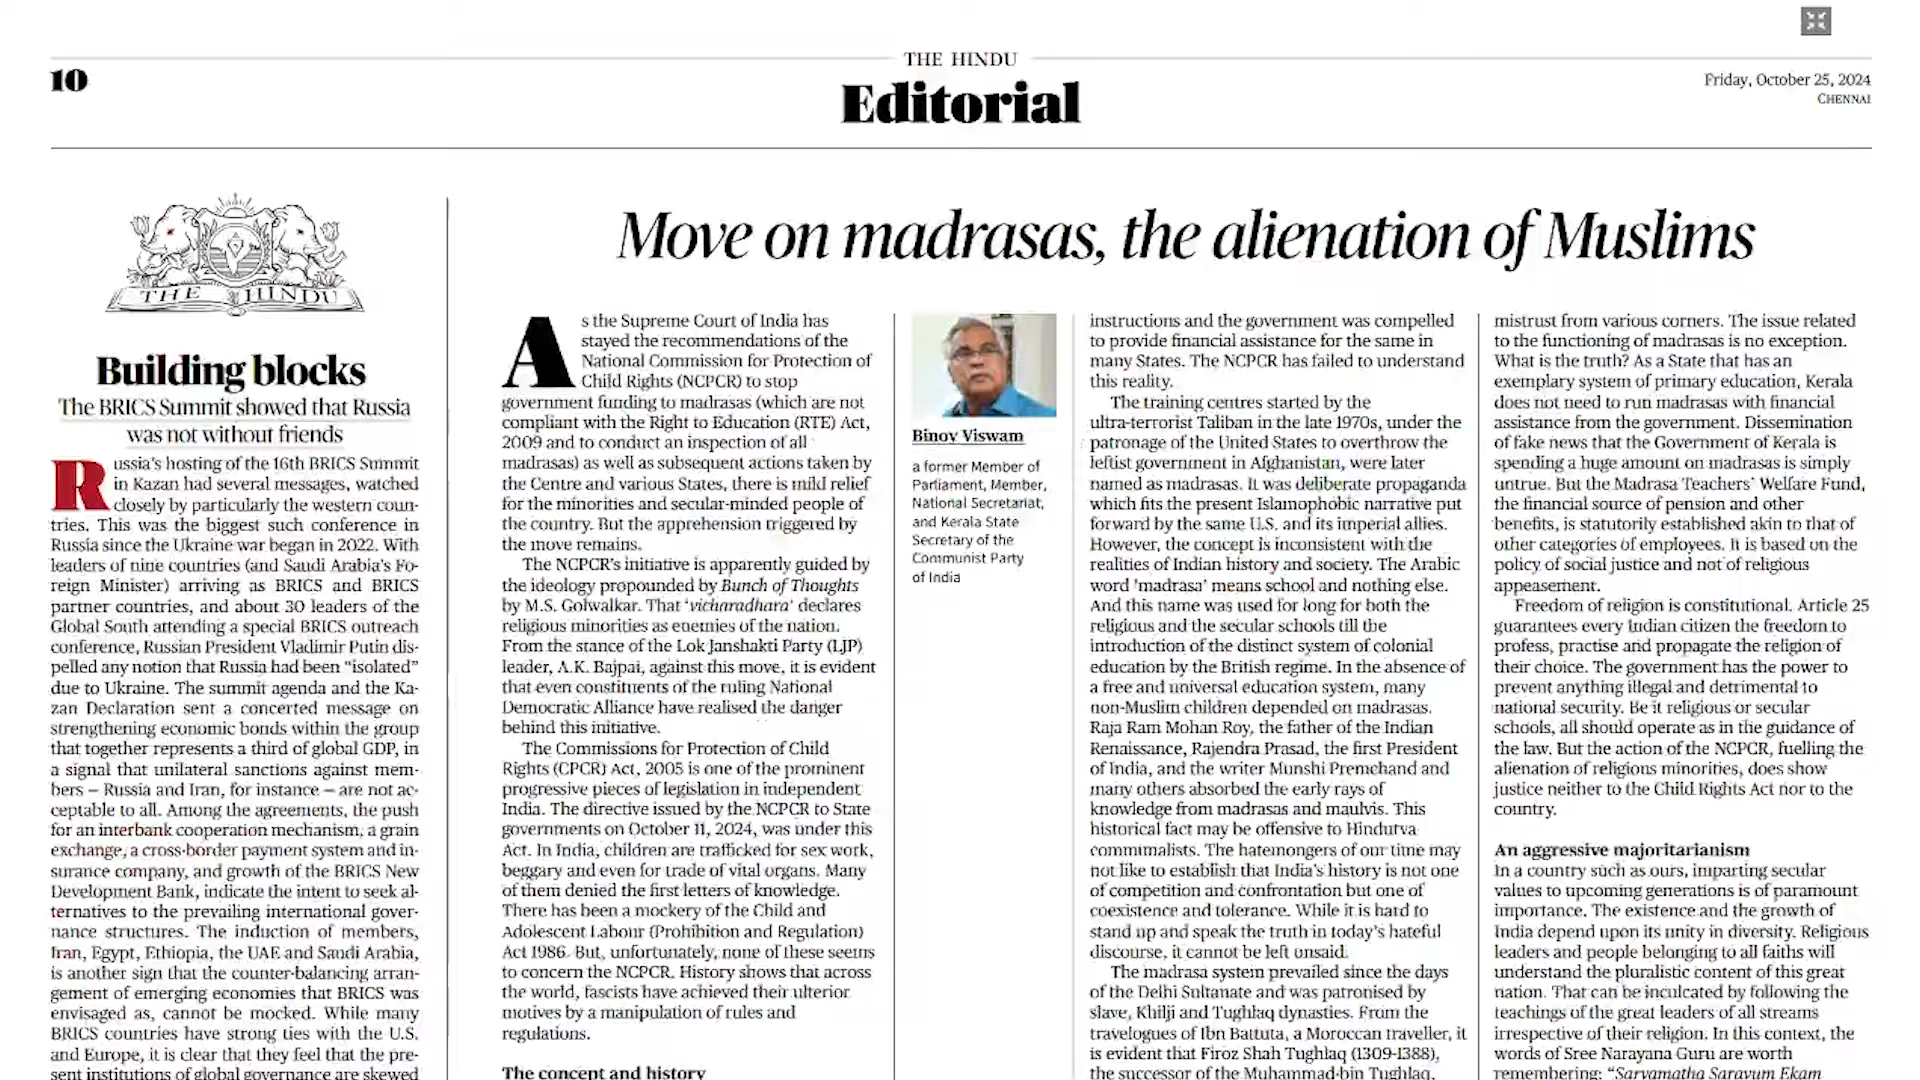 THE HINDU
10
Editorial
Friday, October 25, 2024
CHENNAI
THE HINDU
Building blocks
The BRICS Summit showed that Russia
was not without friends
Russia's hosting of the 16th BRICS Summit
in Kazan had several messages, watched
closely by particularly the western coun-
tries. This was the biggest such conference in
Russia since the Ukraine war began in 2022. With
leaders of nine countries (and Saudi Arabia's Fo-
reign Minister) arriving as BRICS and BRICS
partner countries, and about 30 leaders of the
Global South attending a special BRICS outreach
conference, Russian President Vladimir Putin dis-
pelled any notion that Russia had been "isolated"
due to Ukraine. The summit agenda and the Ka-
zan Declaration sent a concerted message on
strengthening economic bonds within the group
that together represents a third of global GDP, in
a signal that unilateral sanctions against mem-
bers – Russia and Iran, for instance – are not ac-
ceptable to all. Among the agreements, the push
for an interbank cooperation mechanism, a grain
exchange, a cross-border payment system and in-
surance company, and growth of the BRICS New
Development Bank, indicate the intent to seek al-
ternatives to the prevailing international gover-
nance structures. The induction of members,
Iran, Egypt, Ethiopia, the UAE and Saudi Arabia,
is another sign that the counter-balancing arran-
gement of emerging economies that BRICS was
envisaged as, cannot be mocked. While many
BRICS countries have strong ties with the U.S.
and Europe, it is clear that they feel that the pre-
sent institutions of global governance are skewed
Move on madrasas, the alienation of Muslims
As the Supreme Court of India has
stayed the recommendations of the
National Commission for Protection of
Child Rights (NCPCR) to stop
government funding to madrasas (which are not
compliant with the Right to Education (RTE) Act,
2009 and to conduct an inspection of all
madrasas) as well as subsequent actions taken by
the Centre and various States, there is mild relief
for the minorities and secular-minded people of
the country. But the apprehension triggered by
the move remains.
The NCPCR's initiative is apparently guided by
the ideology propounded by Bunch of Thoughts
by M.S. Golwalkar. That 'vicharadhara' declares
religious minorities as enemies of the nation.
From the stance of the Lok Janshakti Party (LJP)
leader, A.K. Bajpai, against this move, it is evident
that even constituents of the ruling National
Democratic Alliance have realised the danger
behind this initiative.
The Commissions for Protection of Child
Rights (CPCR) Act, 2005 is one of the prominent
progressive pieces of legislation in independent
India. The directive issued by the NCPCR to State
governments on October 11, 2024, was under this
Act. In India, children are trafficked for sex work,
beggary and even for trade of vital organs. Many
of them denied the first letters of knowledge.
There has been a mockery of the Child and
Adolescent Labour (Prohibition and Regulation)
Act 1986. But, unfortunately, none of these seems
to concern the NCPCR. History shows that across
the world, fascists have achieved their ulterior
motives by a manipulation of rules and
regulations.
The concept and history
Binoy Viswam
a former Member of
Parliament, Member,
National Secretariat,
and Kerala State
Secretary of the
Communist Party
of India
instructions and the government was compelled
to provide financial assistance for the same in
many States. The NCPCR has failed to understand
this reality.
The training centres started by the
ultra-terrorist Taliban in the late 1970s, under the
patronage of the United States to overthrow the
leftist government in Afghanistan, were later
named as madrasas. It was deliberate propaganda
which fits the present Islamophobic narrative put
forward by the same U.S. and its imperial allies.
However, the concept is inconsistent with the
realities of Indian history and society. The Arabic
word 'madrasa' means school and nothing else.
And this name was used for long for both the
religious and the secular schools till the
introduction of the distinct system of colonial
education by the British regime. In the absence of
a free and universal education system, many
non-Muslim children depended on madrasas.
Raja Ram Mohan Roy, the father of the Indian
Renaissance, Rajendra Prasad, the first President
of India, and the writer Munshi Premchand and
many others absorbed the early rays of
knowledge from madrasas and maulvis. This
historical fact may be offensive to Hindutva
communalists. The hatemongers of our time may
not like to establish that India's history is not one
of competition and confrontation but one of
coexistence and tolerance. While it is hard to
stand up and speak the truth in today's hateful
discourse, it cannot be left unsaid.
The madrasa system prevailed since the days
of the Delhi Sultanate and was patronised by
slave, Khilji and Tughlaq dynasties. From the
travelogues of Ibn Battuta, a Moroccan traveller, it
is evident that Firoz Shah Tughlaq (1309-1388),
the successor of the Muhammad-bin Tughlaq,
mistrust from various corners. The issue related
to the functioning of madrasas is no exception.
What is the truth? As a State that has an
exemplary system of primary education, Kerala
does not need to run madrasas with financial
assistance from the government. Dissemination
of fake news that the Government of Kerala is
spending a huge amount on madrasas is simply
untrue. But the Madrasa Teachers' Welfare Fund,
the financial source of pension and other
benefits, is statutorily established akin to that of
other categories of employees. It is based on the
policy of social justice and not of religious
appeasement.
Freedom of religion is constitutional. Article 25
guarantees every Indian citizen the freedom to
profess, practise and propagate the religion of
their choice. The government has the power to
prevent anything illegal and detrimental to
national security. Be it religious or secular
schools, all should operate as in the guidance of
the law. But the action of the NCPCR, fuelling the
alienation of religious minorities, does show
justice neither to the Child Rights Act nor to the
country.
An aggressive majoritarianism
In a country such as ours, imparting secular
values to upcoming generations is of paramount
importance. The existence and the growth of
India depend upon its unity in diversity. Religious
leaders and people belonging to all faiths will
understand the pluralistic content of this great
nation. That can be inculcated by following the
teachings of the great leaders of all streams
irrespective of their religion. In this context, the
words of Sree Narayana Guru are worth
remembering: "Sarvamatha Saravum Ekam